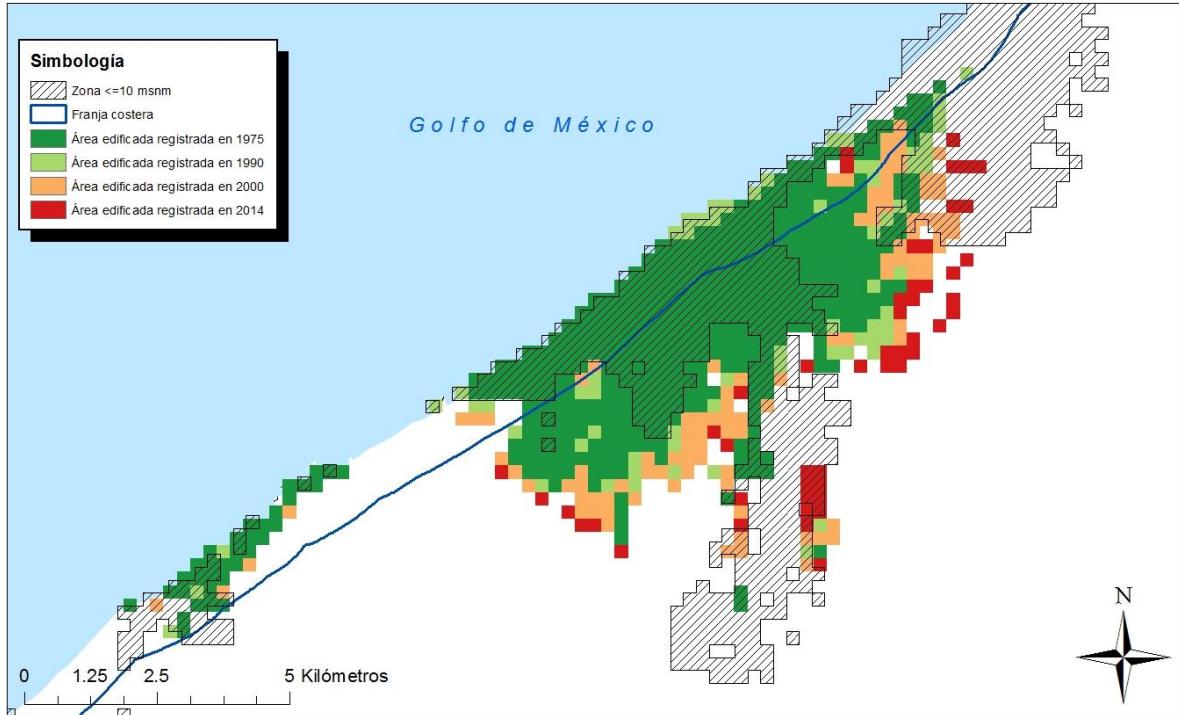 Simbología
Zona <=10 msnm
Franja costera
Área edificada registrada en 1975
Área edificada registrada en 1990
Área edificada registrada en 2000
Área edificada registrada en 2014
Golfo de México
N
0 1.25 2.5 5 Kilómetros